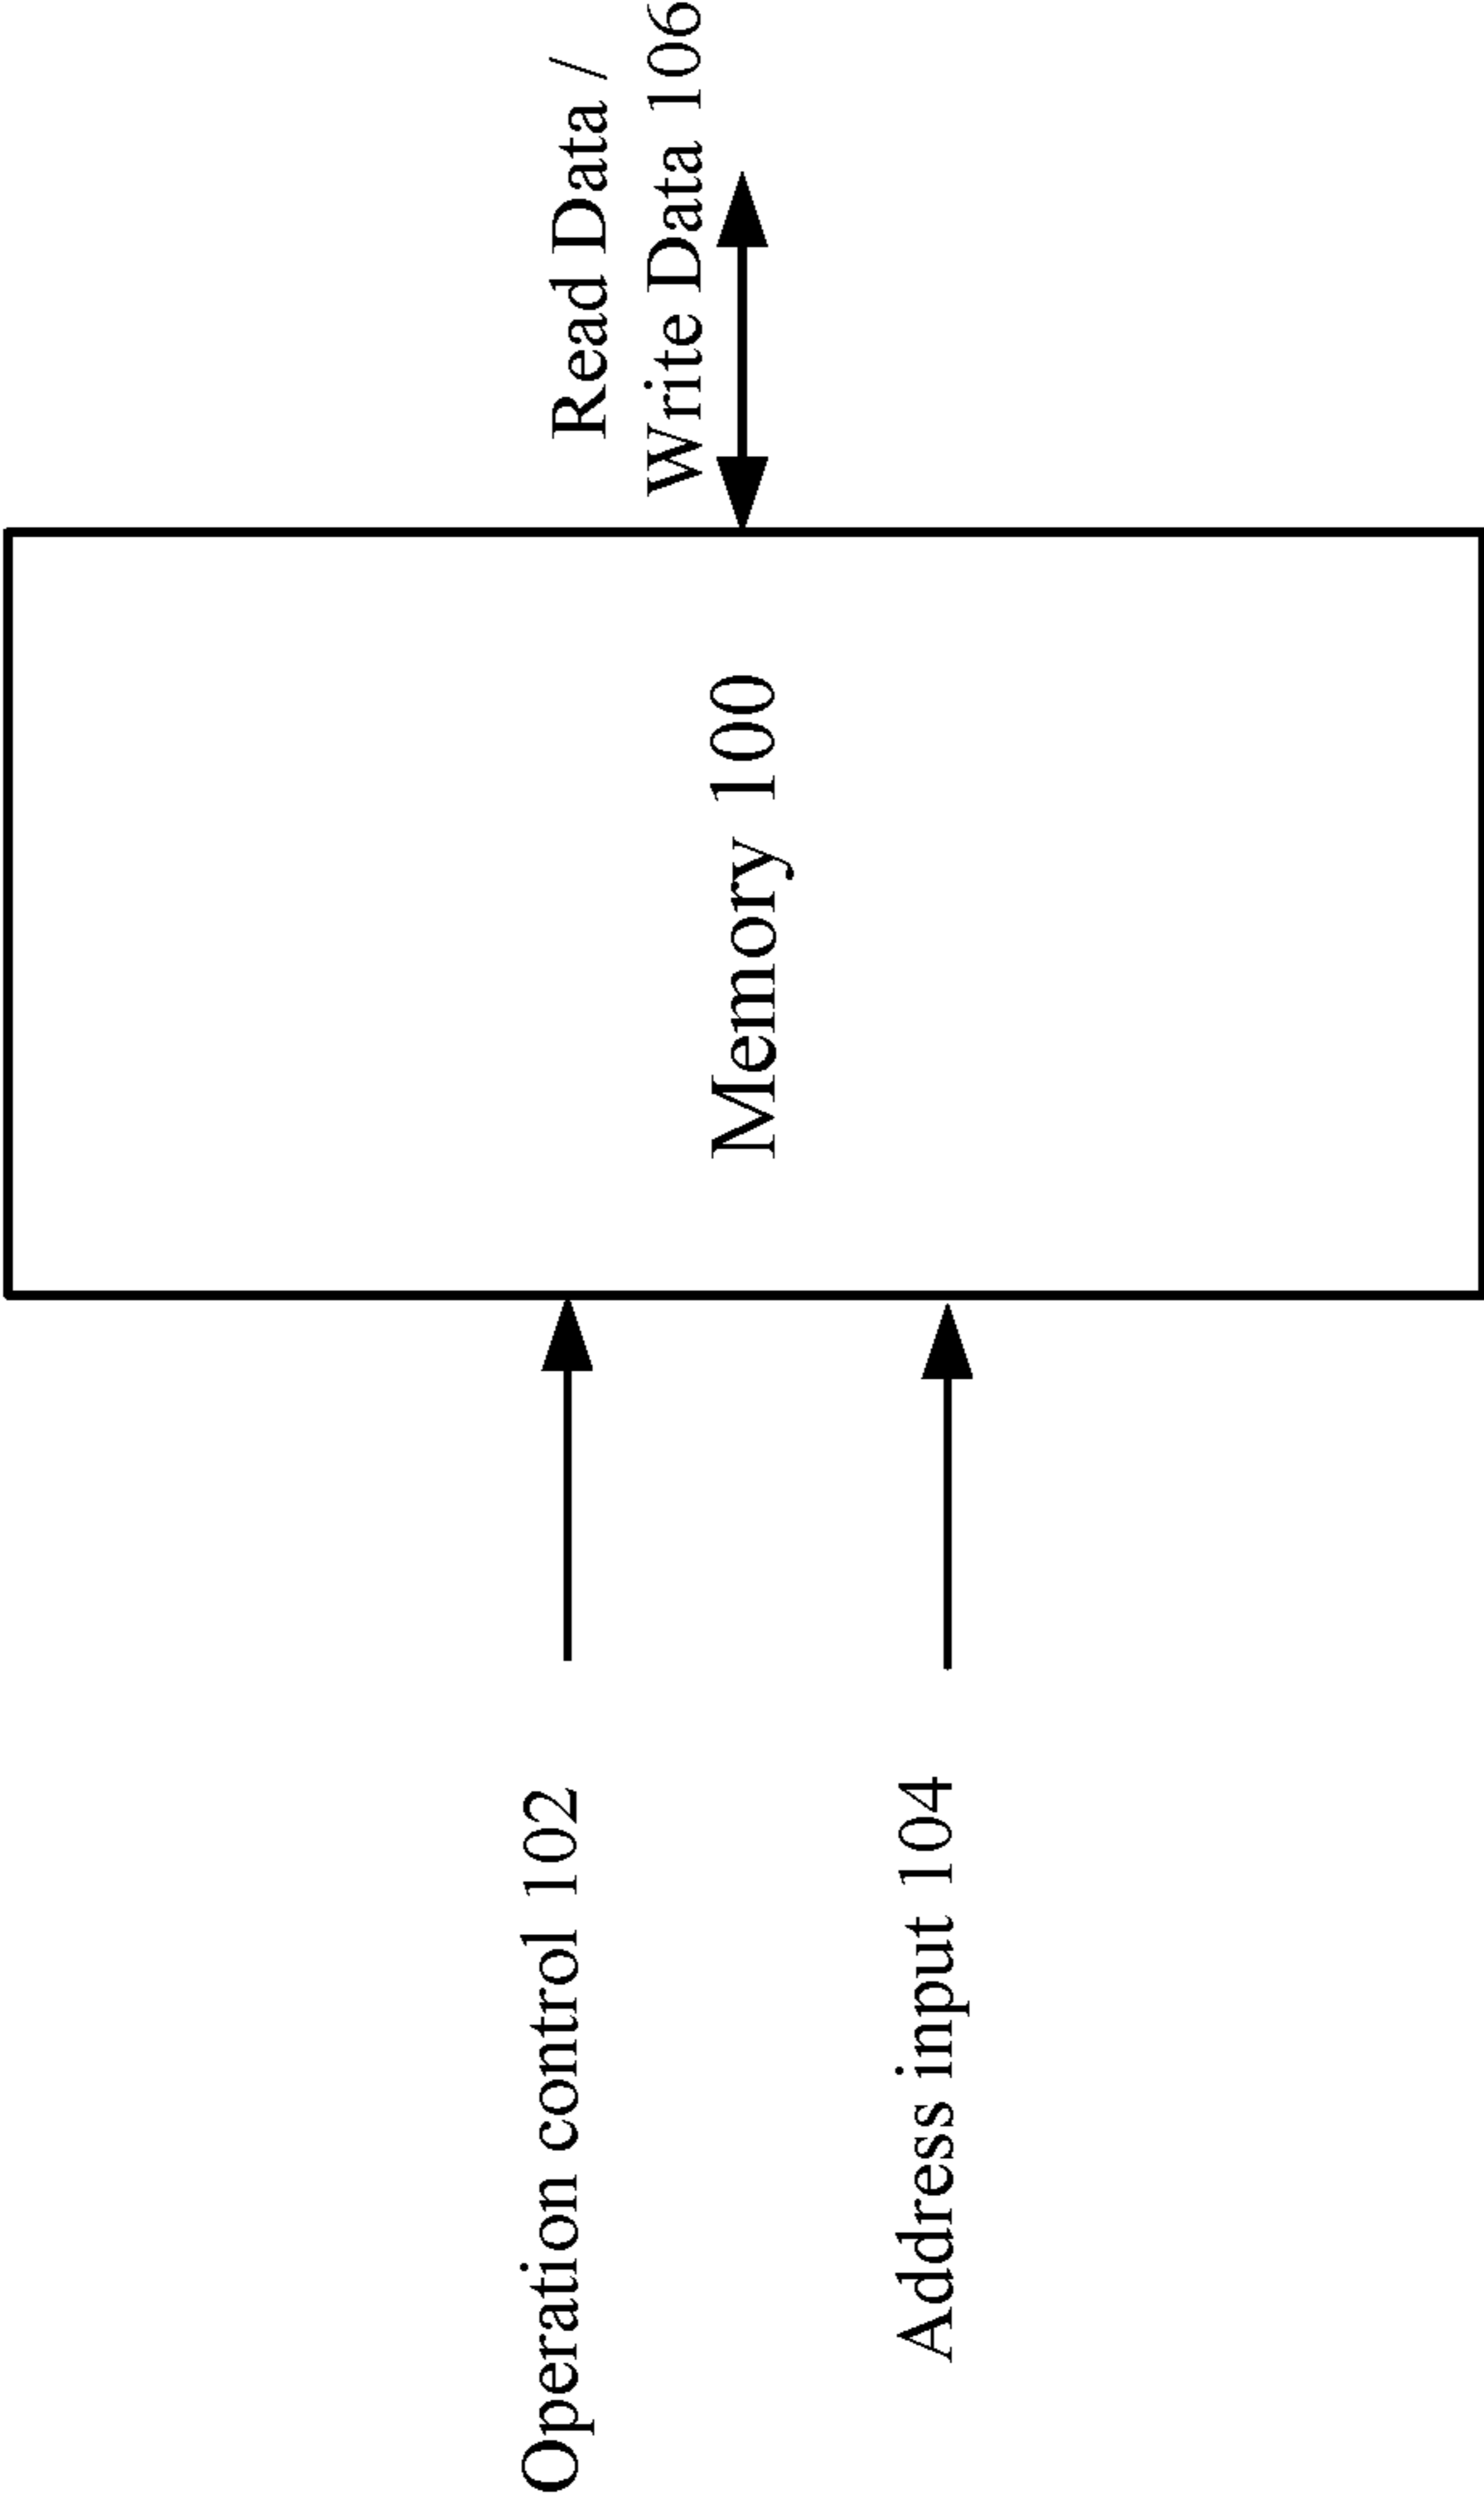 Operation control 102
Address input 104
Memory 100
Read Data /
Write Data 106